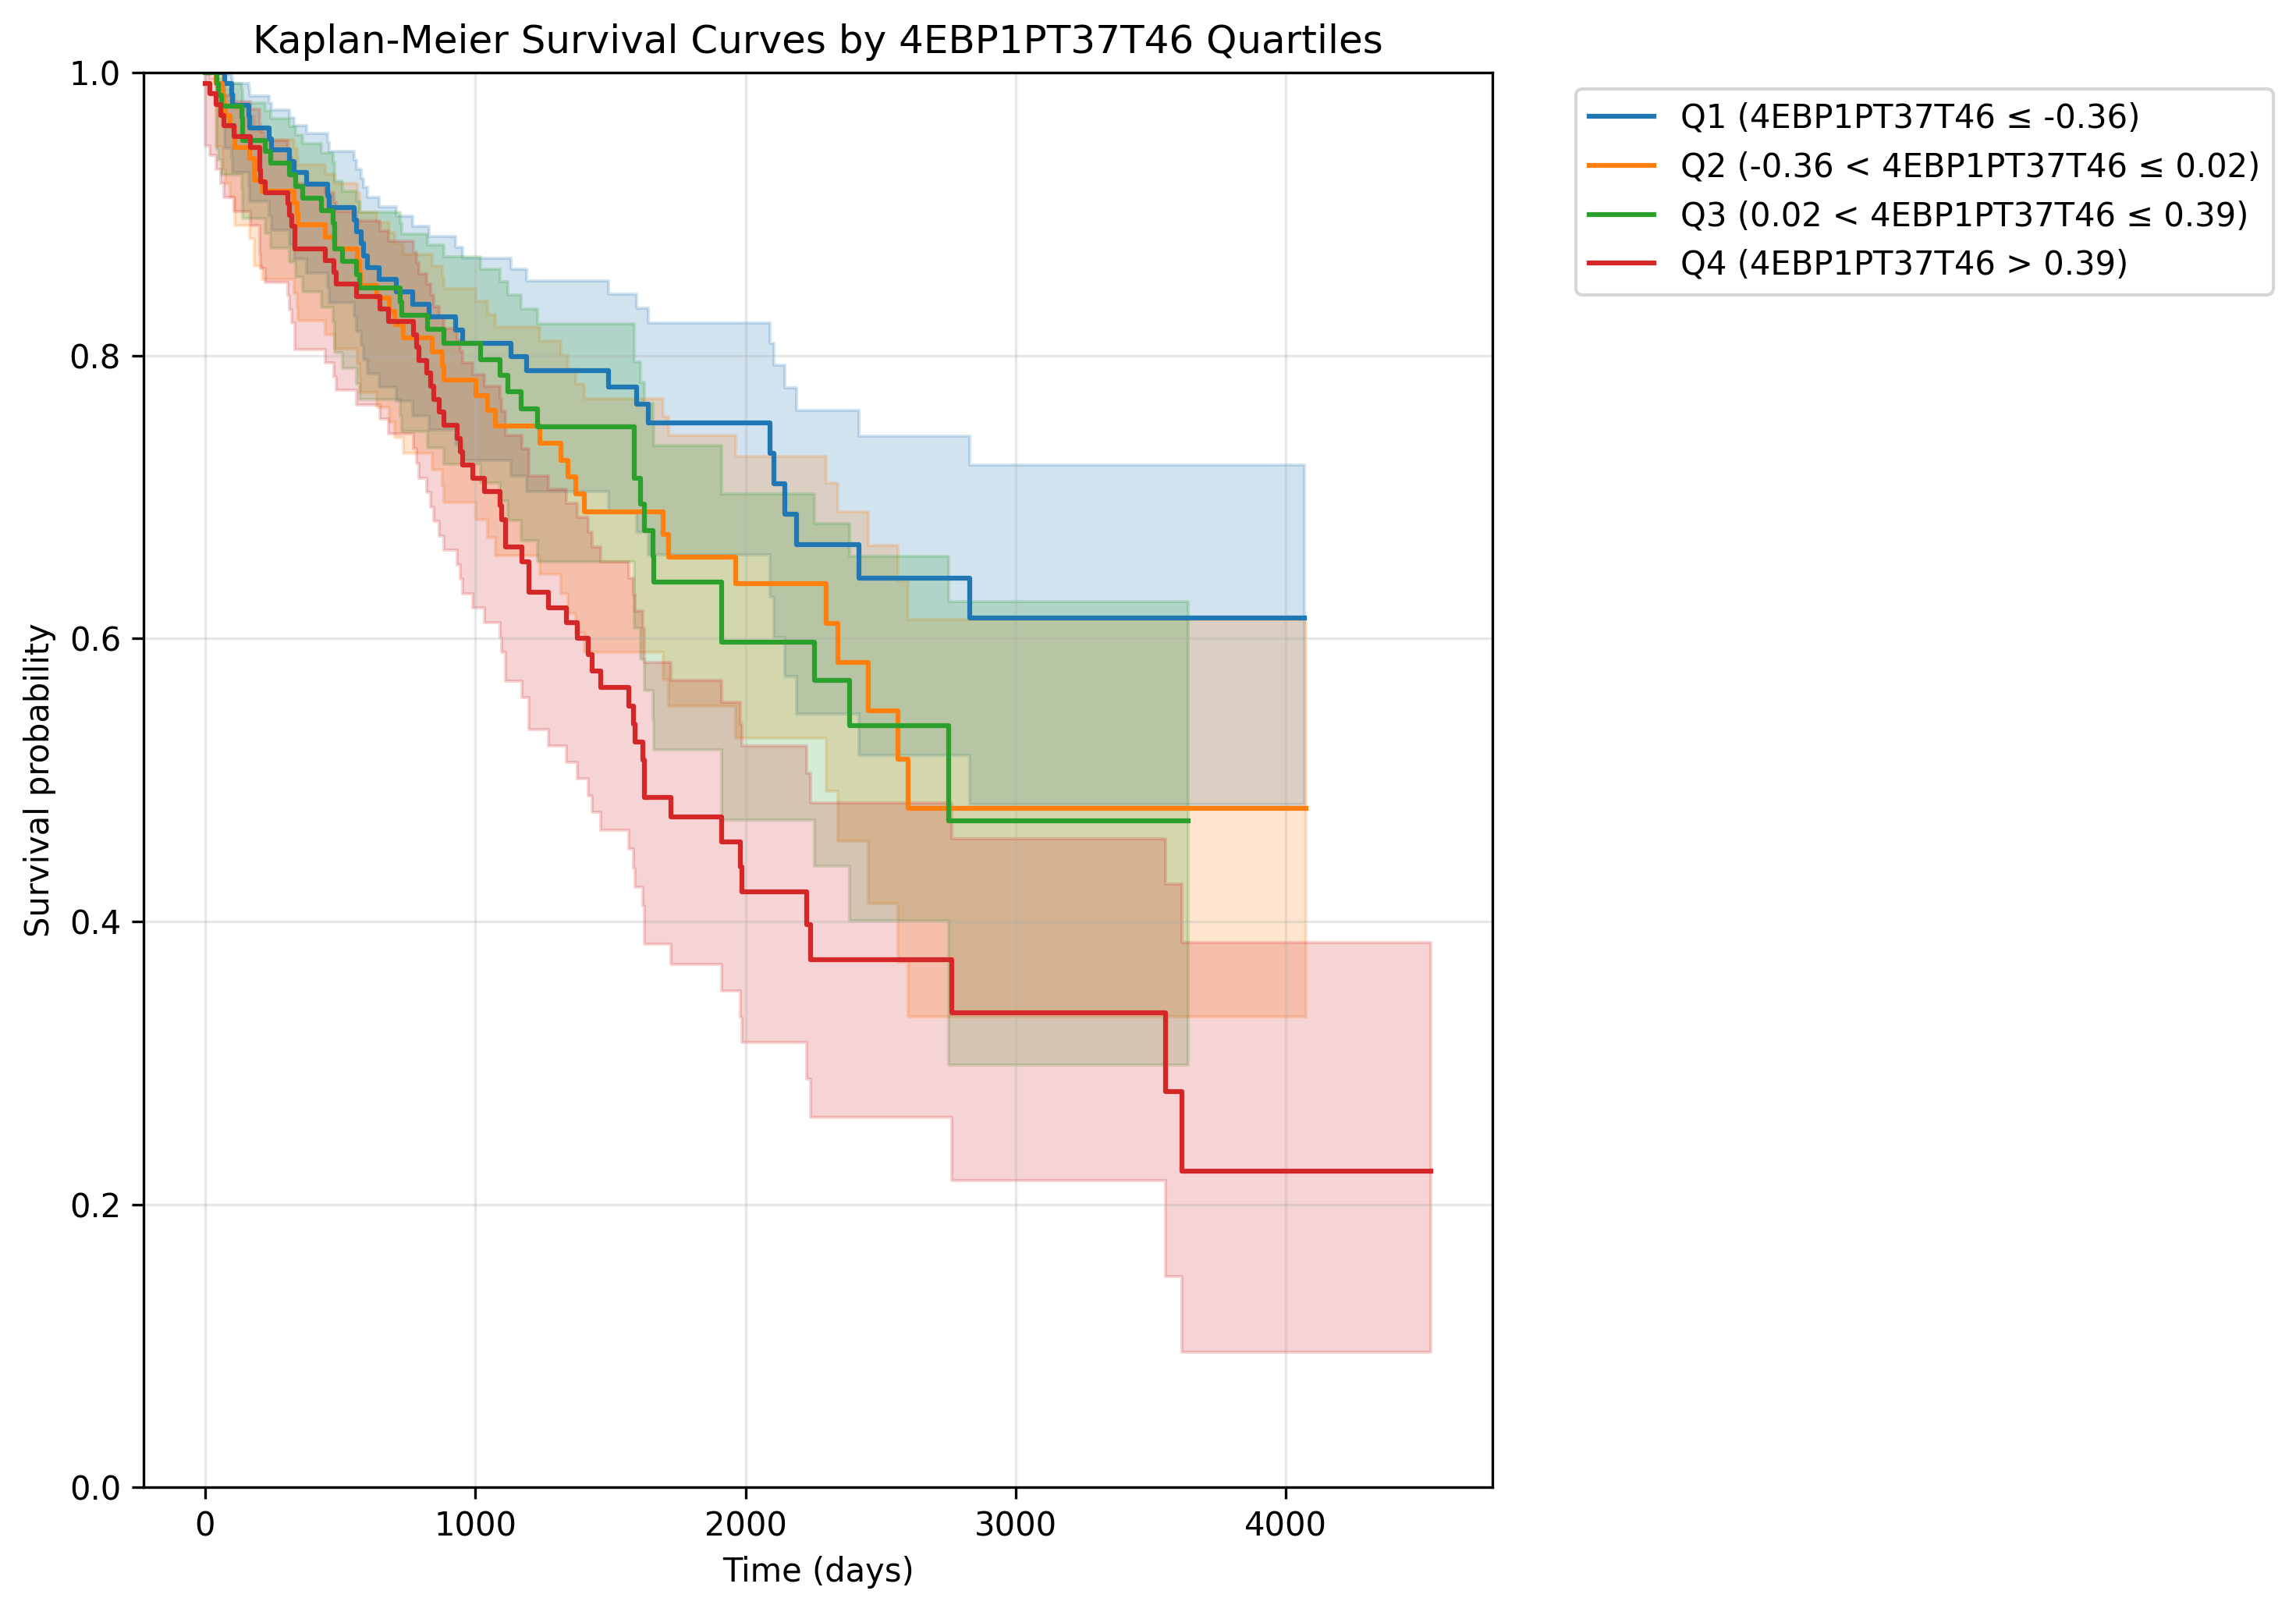 Kaplan-Meier Survival Curves by 4EBP1PT37T46 Quartiles
Q1 (4EBP1PT37T46 ≤ -0.36)
Q2 (-0.36 < 4EBP1PT37T46 ≤ 0.02)
Q3 (0.02 < 4EBP1PT37T46 ≤ 0.39)
Q4 (4EBP1PT37T46 > 0.39)
Survival probability
1.0
0.8
0.6
0.4
0.2
0.0
0 1000 2000 3000 4000
Time (days)